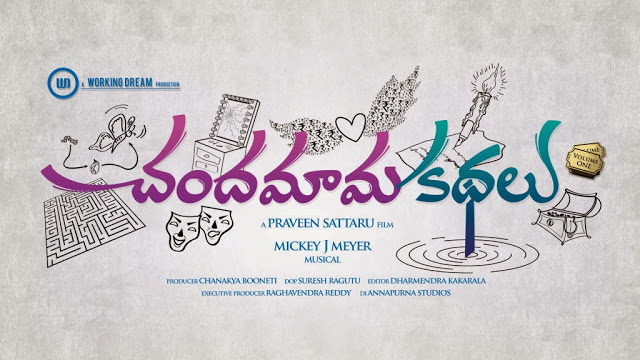 wn
A WORKING DREAM PRODUCTION
చందమామ కథలు
VOLUME ONE
A PRAVEEN SATTARU FILM
MICKEY J MEYER
MUSICAL
PRODUCER CHANAKYA BOONETI DOP SURESH RAGUTU EDITOR DHARMENDRA KAKARALA
EXECUTIVE PRODUCER RAGHAVENDRA REDDY DI ANNAPURNA STUDIOS